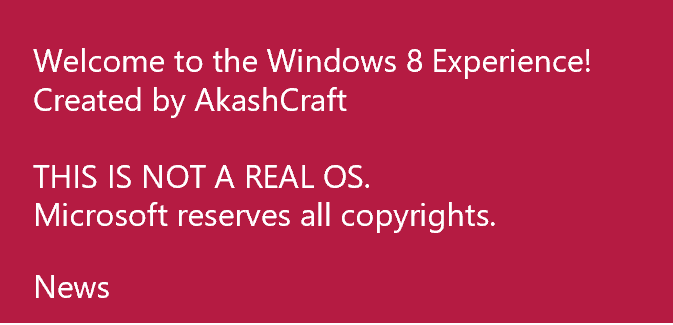 Welcome to the Windows 8 Experience!
Created by AkashCraft
THIS IS NOT A REAL OS.
Microsoft reserves all copyrights.
News